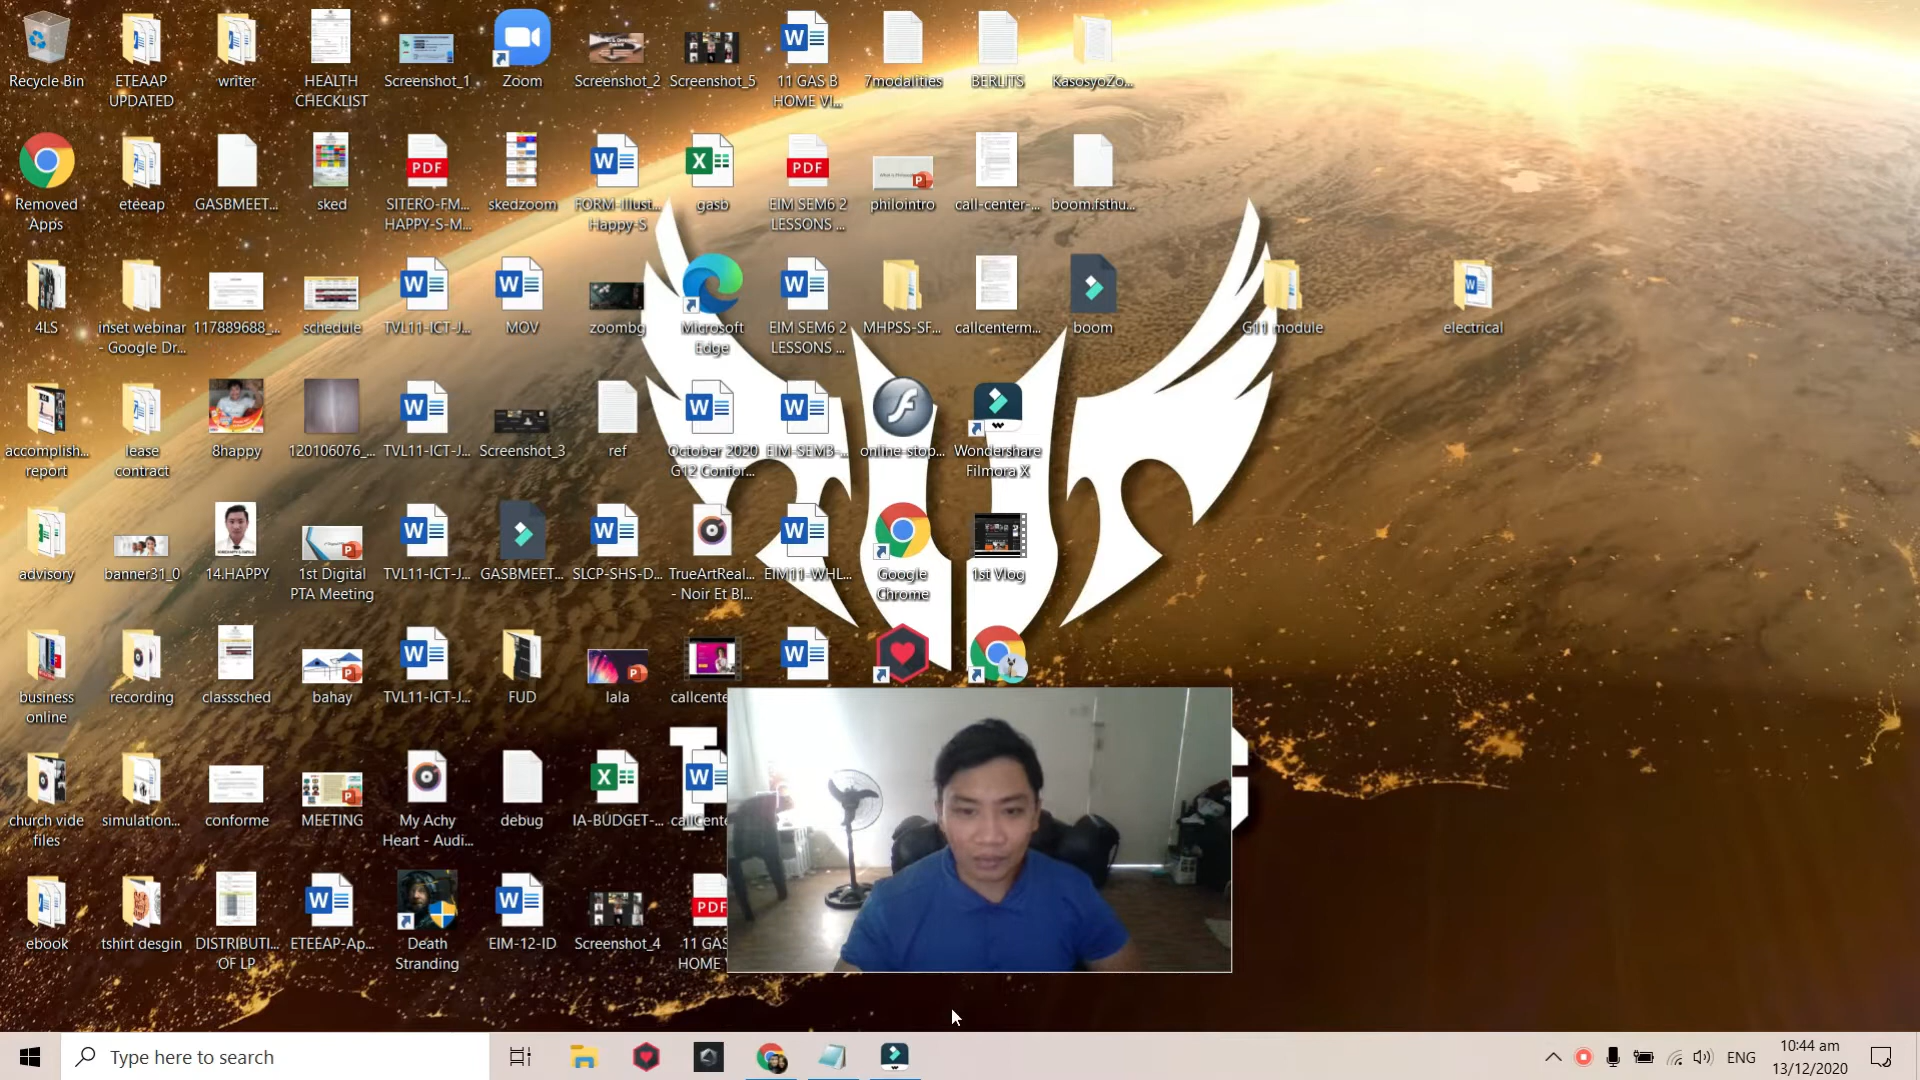 Recycle Bin
ETEAAP
UPDATED
writer
HEALTH
CHECKLIST
Screenshot_1
Zoom
Screenshot_2
Screenshot_5
11 GAS B
HOME VI...
7modalities
BERLITS
KasosyoZo...
Removed
Apps
eteeap
GASBMEET...
sked
PDF
SITERO-FM...
HAPPY-S-M...
skedzoom
FORM-Illust...
Happy-S
gasb
PDF
EIM SEM6 2
LESSONS ...
philointro
call-center-...
boom.fsthu...
4LS
inset webinar
- Google Dr...
117889688_...
schedule
TVL11-ICT-J...
MOV
zoombg
Microsoft
Edge
EIM SEM6 2
LESSONS ...
MHPSS-SF...
callcenterm...
boom
G11 module
electrical
accomplish...
report
lease
contract
8happy
120106076_...
TVL11-ICT-J...
Screenshot_3
ref
October 2020
G12 Confor...
EIM-SEM3-...
online-stop...
Wondershare
Filmora X
advisory
banner31_0
14.HAPPY
1st Digital
PTA Meeting
TVL11-ICT-J...
GASBMEET...
SLCP-SHS-D...
TrueArtReal...
- Noir Et Bl...
EIM11-WHL...
Google
Chrome
1st Vlog
business
online
recording
classsched
bahay
TVL11-ICT-J...
FUD
lala
callcente
church vide
files
simulation...
conforme
MEETING
My Achy
Heart - Audi...
debug
IA-BUDGET-...
callcente
ebook
tshirt desgin
DISTRIBUTI...
OF LP
ETEEAP-Ap...
Death
Stranding
EIM-12-ID
Screenshot_4
PDF
11 GAS
HOME V
Type here to search
ENG
10:44 am
13/12/2020